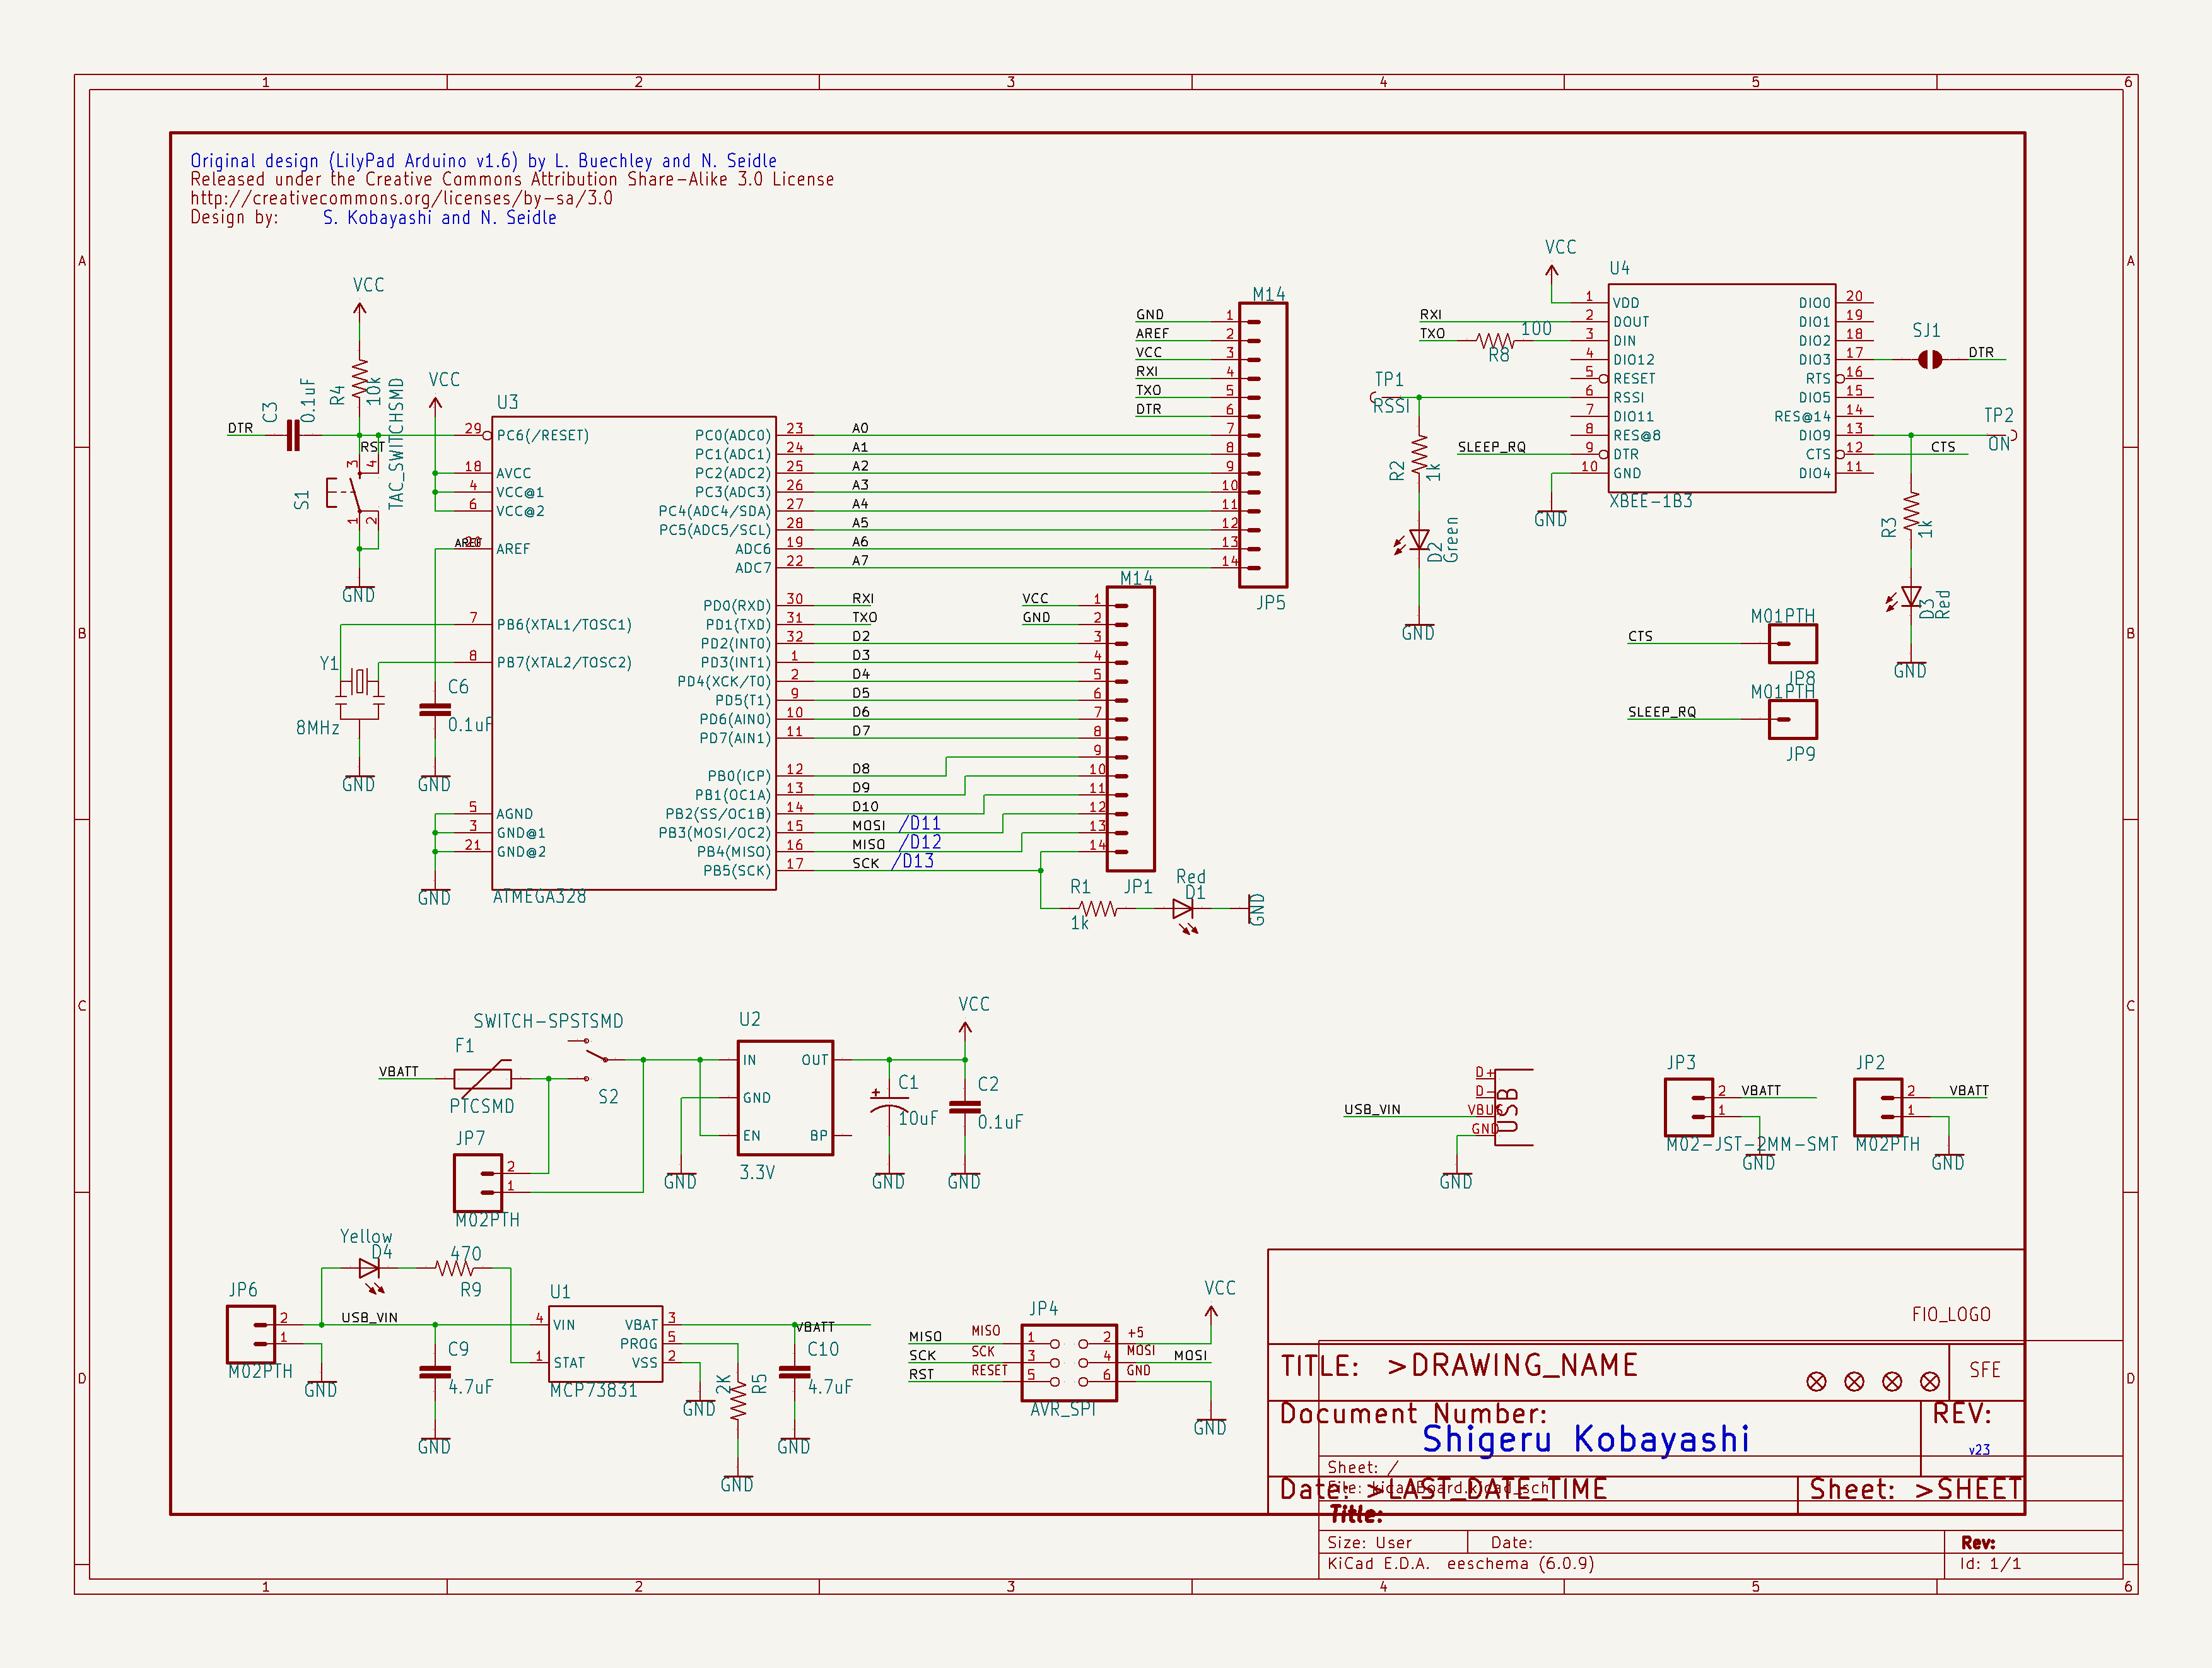 1 2 3 4 5 6
Original design (LilyPad Arduino v1.6) by L. Buechley and N. Seidle
Released under the Creative Commons Attribution Share-Alike 3.0 License
http://creativecommons.org/licenses/by-sa/3.0
Design by: S. Kobayashi and N. Seidle
A
A
B
B
C
C
D
D
VCC
R4
10k
C3
0.1uF
DTR
RST
S1
3
4
1
2
TAC_SWITCHSMD
GND
VCC
U3
29 PC6(/RESET)
18 AVCC
4 VCC@1
6 VCC@2
AREF
20 AREF
7 PB6(XTAL1/TOSC1)
8 PB7(XTAL2/TOSC2)
5 AGND
3 GND@1
21 GND@2
GND
ATMEGA328
Y1
8MHz
GND
C6
0.1uF
GND
PC0(ADC0) 23 A0
PC1(ADC1) 24 A1
PC2(ADC2) 25 A2
PC3(ADC3) 26 A3
PC4(ADC4/SDA) 27 A4
PC5(ADC5/SCL) 28 A5
ADC6 19 A6
ADC7 22 A7
PD0(RXD) 30 RXI
PD1(TXD) 31 TXO
PD2(INT0) 32 D2
PD3(INT1) 1 D3
PD4(XCK/T0) 2 D4
PD5(T1) 9 D5
PD6(AIN0) 10 D6
PD7(AIN1) 11 D7
PB0(ICP) 12 D8
PB1(OC1A) 13 D9
PB2(SS/OC1B) 14 D10
PB3(MOSI/OC2) 15 MOSI /D11
PB4(MISO) 16 MISO /D12
PB5(SCK) 17 SCK /D13
M14
GND 1
AREF 2
VCC 3
RXI 4
TXO 5
DTR 6
7
8
9
10
11
12
13
14
JP5
M14
VCC 1
GND 2
3
4
5
6
7
8
9
10
11
12
13
14
JP1
R1
1k
Red
D1
GND
VCC
U4
1 VDD
RXI 2 DOUT
TXO R8 100 3 DIN
4 DIO12
5 RESET
6 RSSI
7 DIO11
8 RES@8
SLEEP_RQ 9 DTR
10 GND
GND
XBEE-1B3
DIO0 20
DIO1 19
DIO2 18
DIO3 17
RTS 16
DIO5 15
RES@14 14
DIO9 13
CTS 12 CTS
DIO4 11
SJ1
DTR
TP1
RSSI
R2
1k
D2
Green
GND
TP2
ON
R3
1k
D3
Red
GND
M01PTH
CTS
JP8
M01PTH
SLEEP_RQ
JP9
SWITCH-SPSTSMD
F1
VBATT
PTCSMD
S2
JP7
2
1
M02PTH
U2
IN OUT
GND
EN BP
3.3V
GND
VCC
C1
10uF
GND
C2
0.1uF
GND
D+
D-
USB_VIN VBUS
GND
USB
GND
JP3
2 VBATT
1
M02-JST-2MM-SMT
GND
JP2
2 VBATT
1
M02PTH
GND
Yellow
D4
470
R9
JP6
2
1
M02PTH
GND
USB_VIN
C9
4.7uF
GND
U1
4 VIN VBAT 3
PROG 5
1 STAT VSS 2
MCP73831
GND
2K
R5
GND
VBATT
C10
4.7uF
GND
JP4
MISO MISO 1 2 +5
SCK SCK 3 4 MOSI MOSI
RST RESET 5 6 GND
AVR_SPI
VCC
GND
FIO_LOGO
TITLE: >DRAWING_NAME
SFE
Document Number:
REV:
Shigeru Kobayashi
v23
Sheet: /
File: kicadBoard.kicad_sch
Date: >LAST_DATE_TIME
Sheet: >SHEET
Title:
Size: User Date: Rev:
KiCad E.D.A. eeschema (6.0.9) Id: 1/1
1 2 3 4 5 6